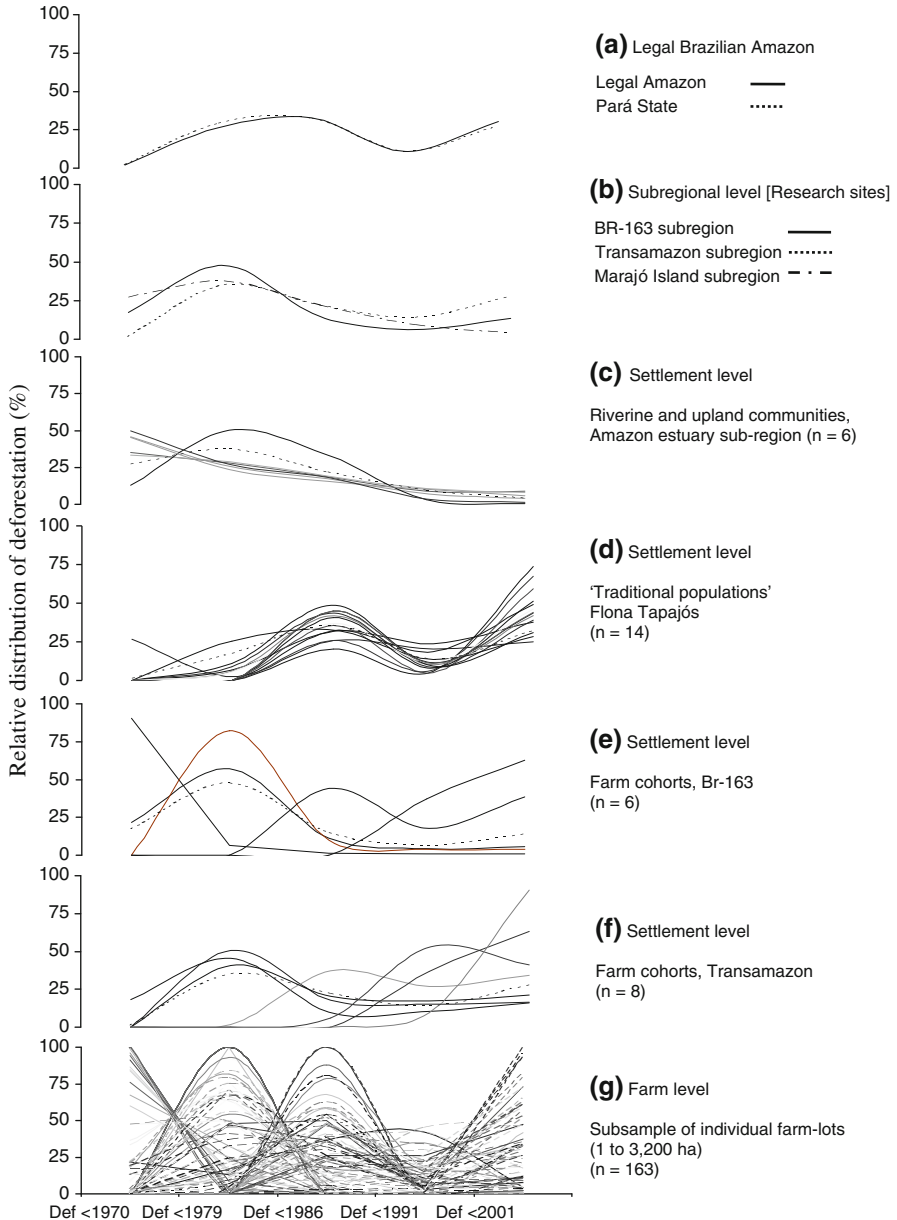 Relative distribution of deforestation (%)
100
75
50
25
0
(a) Legal Brazilian Amazon
Legal Amazon
Pará State
100
75
50
25
0
(b) Subregional level [Research sites]
BR-163 subregion
Transamazon subregion
Marajó Island subregion
100
75
50
25
0
(c) Settlement level
Riverine and upland communities,
Amazon estuary sub-region (n = 6)
100
75
50
25
0
(d) Settlement level
‘Traditional populations’
Flona Tapajós
(n = 14)
100
75
50
25
0
(e) Settlement level
Farm cohorts, Br-163
(n = 6)
100
75
50
25
0
(f) Settlement level
Farm cohorts, Transamazon
(n = 8)
100
75
50
25
0
(g) Farm level
Subsample of individual farm-lots
(1 to 3,200 ha)
(n = 163)
Def <1970 Def <1979 Def <1986 Def <1991 Def <2001